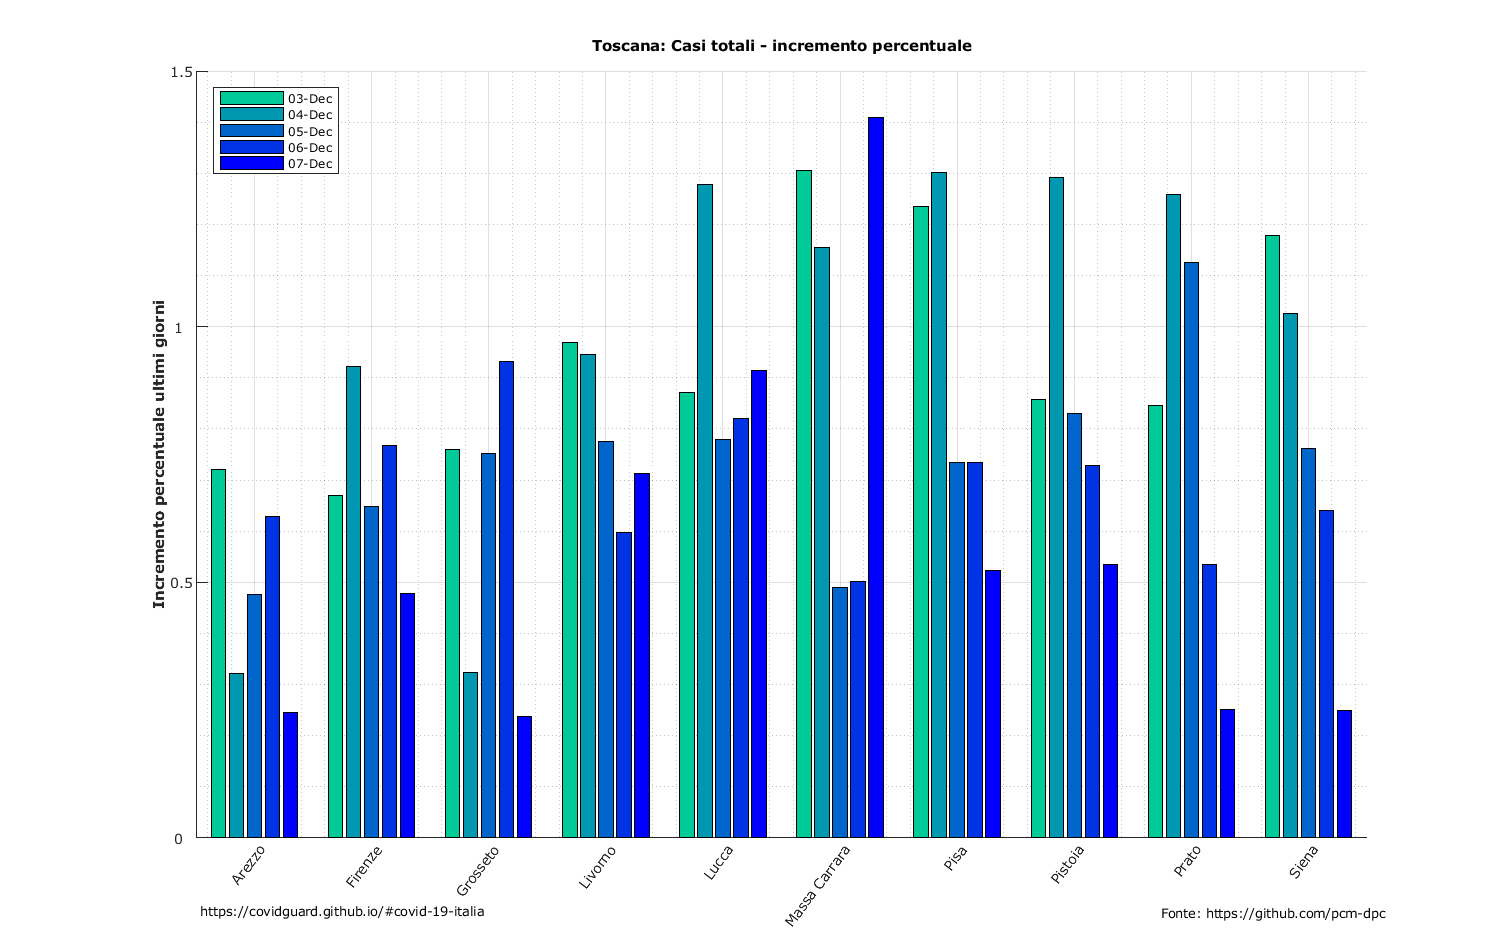 Toscana: Casi totali - incremento percentuale
Incremento percentuale ultimi giorni
1.5
1
0.5
0
03-Dec
04-Dec
05-Dec
06-Dec
07-Dec
Arezzo
Firenze
Grosseto
Livorno
Lucca
Massa Carrara
Pisa
Pistoia
Prato
Siena
https://covidguard.github.io/#covid-19-italia
Fonte: https://github.com/pcm-dpc